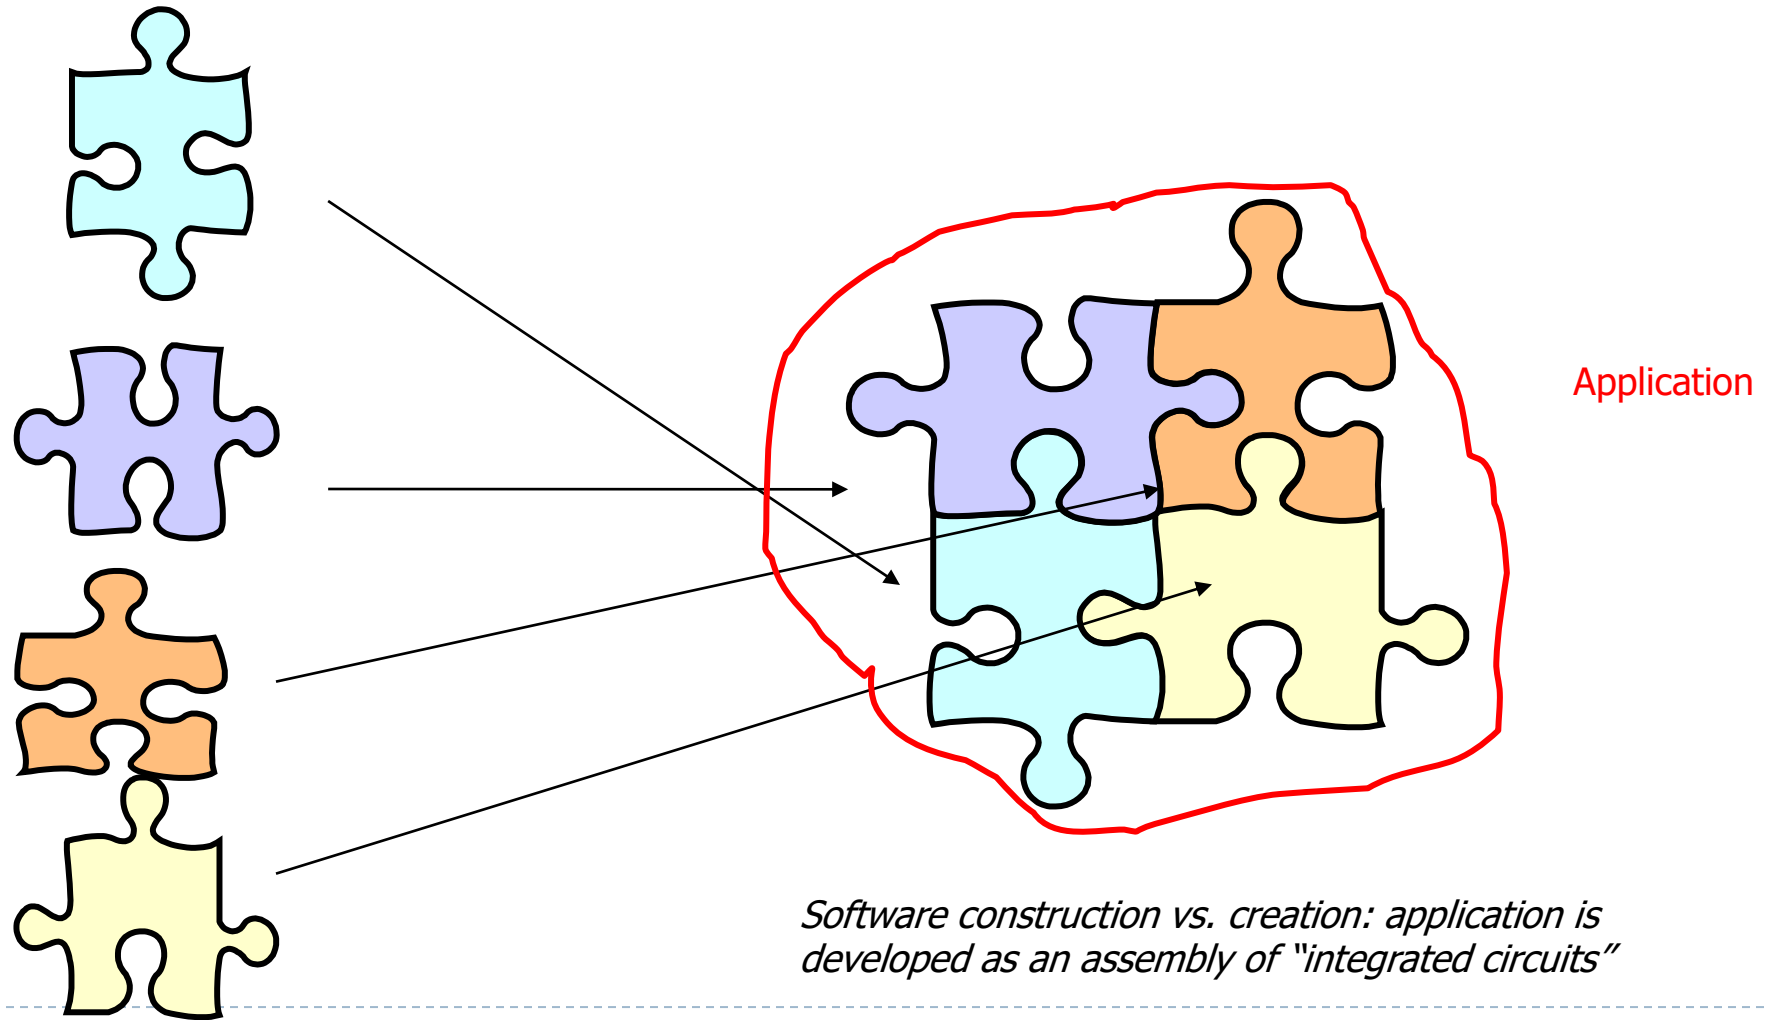 Application
Software construction vs. creation: application is
developed as an assembly of “integrated circuits”